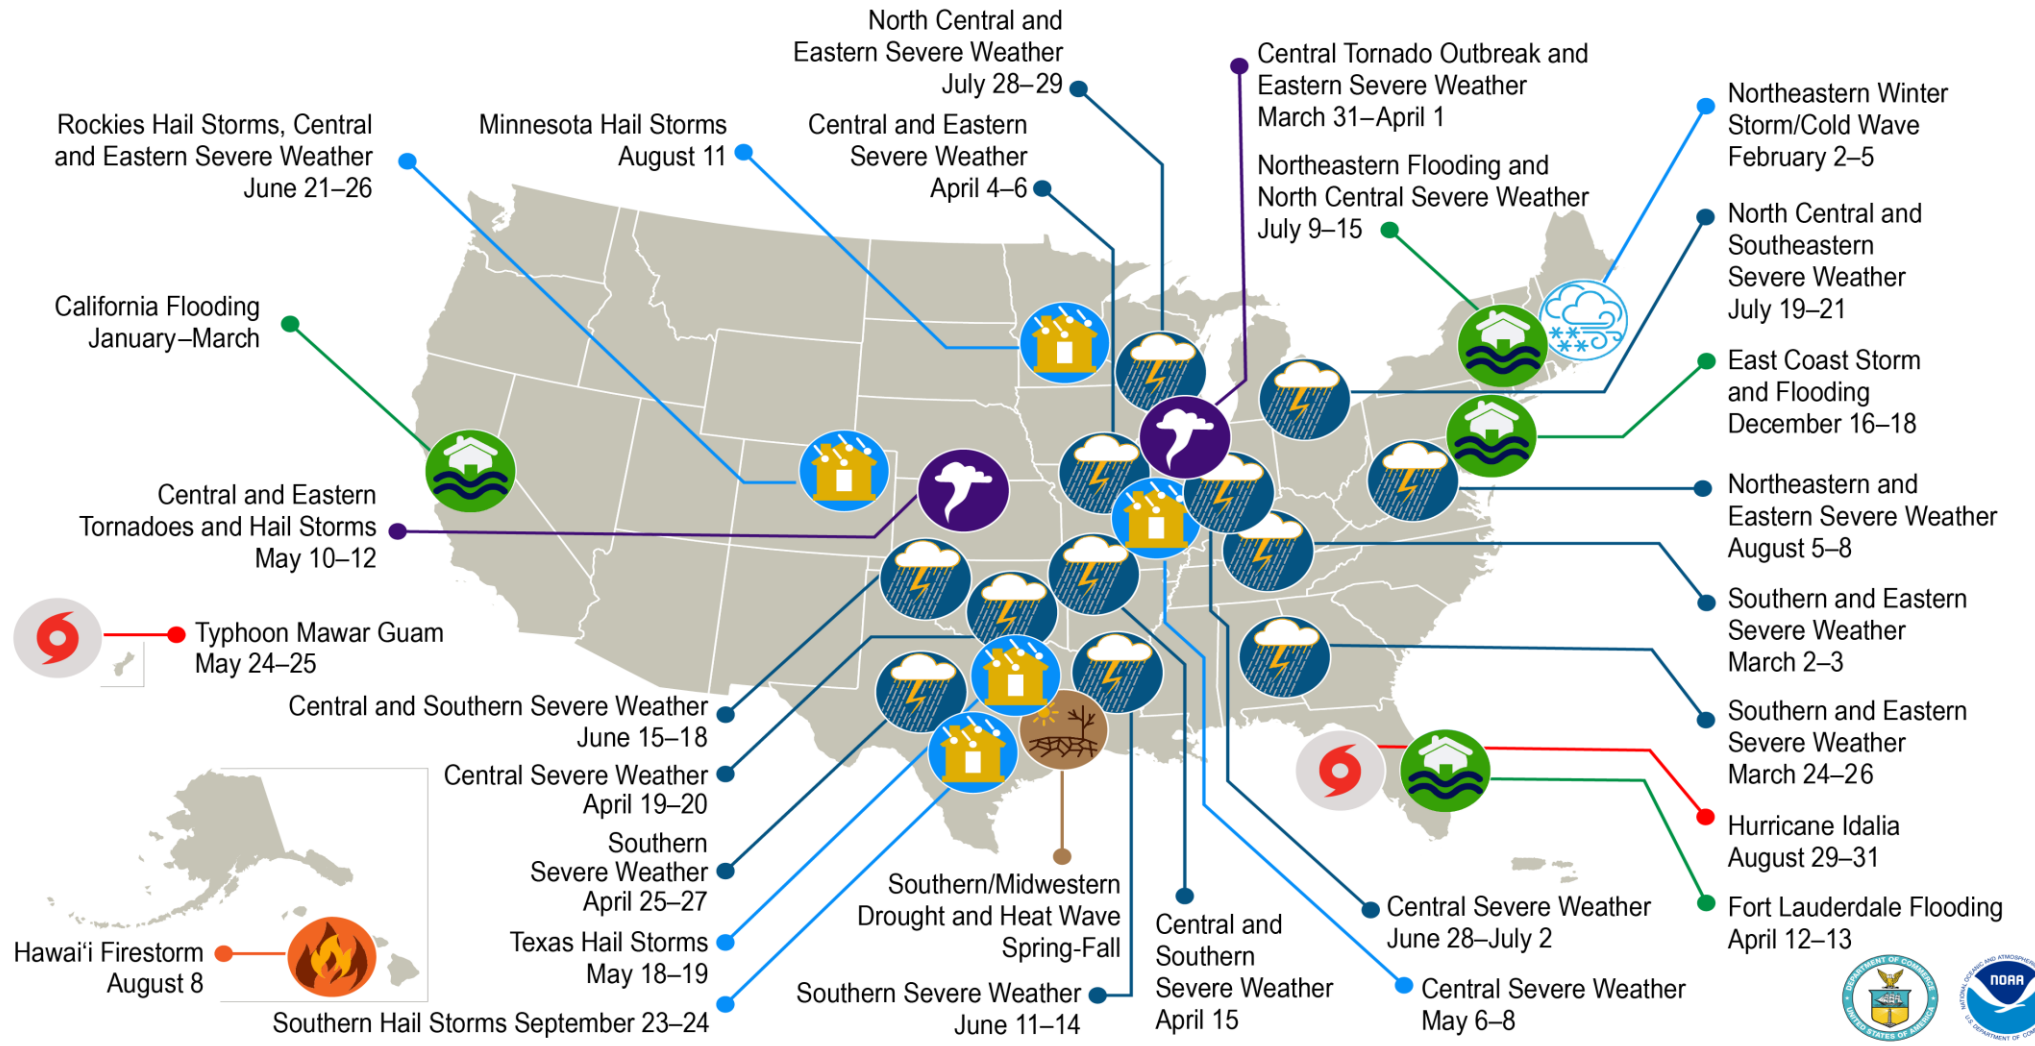 North Central and
Eastern Severe Weather
July 28–29
Central Tornado Outbreak and
Eastern Severe Weather
March 31–April 1
Northeastern Winter
Storm/Cold Wave
February 2–5
Rockies Hail Storms, Central
and Eastern Severe Weather
June 21–26
Minnesota Hail Storms
August 11
Central and Eastern
Severe Weather
April 4–6
Northeastern Flooding and
North Central Severe Weather
July 9–15
North Central and
Southeastern
Severe Weather
July 19–21
California Flooding
January–March
East Coast Storm
and Flooding
December 16–18
Central and Eastern
Tornadoes and Hail Storms
May 10–12
Northeastern and
Eastern Severe Weather
August 5–8
Southern and Eastern
Severe Weather
March 2–3
Typhoon Mawar Guam
May 24–25
Central and Southern Severe Weather
June 15–18
Southern and Eastern
Severe Weather
March 24–26
Central Severe Weather
April 19–20
Southern
Severe Weather
April 25–27
Hurricane Idalia
August 29–31
Southern/Midwestern
Drought and Heat Wave
Spring-Fall
Central and
Southern
Severe Weather
April 15
Central Severe Weather
June 28–July 2
Fort Lauderdale Flooding
April 12–13
Hawaiʻi Firestorm
August 8
Texas Hail Storms
May 18–19
Southern Hail Storms September 23–24
Southern Severe Weather
June 11–14
Central Severe Weather
May 6–8
DEPARTMENT OF COMMERCE
UNITED STATES OF AMERICA
NOAA